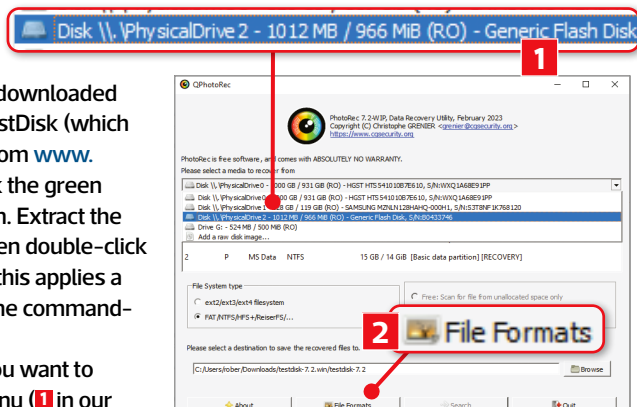 Disk \\.\PhysicalDrive2 - 1012 MB / 966 MiB (RO) - Generic Flash Disk
1
downloaded
stDisk (which
om www.
k the green
n. Extract the
en double-click
this applies a
ne command-
ou want to
nu (1 in our
QPhotoRec
PhotoRec 7.2-WIP, Data Recovery Utility, February 2023
Copyright (C) Christophe GRENIER <grenier@cgsecurity.org>
https://www.cgsecurity.org
PhotoRec is free software, and comes with ABSOLUTELY NO WARRANTY.
Please select a media to recover from
Disk \\.\PhysicalDrive0 - 1000 GB / 931 GiB (RO) - HGST HTS541010B7E610, S/N:WXQ1A68E91PP
Disk \\.\PhysicalDrive0 - 1000 GB / 931 GiB (RO) - HGST HTS541010B7E610, S/N:WXQ1A68E91PP
Disk \\.\PhysicalDrive1 - 128 GB / 119 GiB (RO) - SAMSUNG MZNLN128HAHQ-000H1, S/N:S3T8NF1K768120
Disk \\.\PhysicalDrive2 - 1012 MB / 966 MiB (RO) - Generic Flash Disk, S/N:B0433746
Drive G: - 524 MB / 500 MiB (RO)
Add a raw disk image...
2 P MS Data NTFS 15 GB / 14 GiB [Basic data partition] [RECOVERY]
File System type
ext2/ext3/ext4 filesystem
Free: Scan for file from unallocated space only
FAT/NTFS/HFS+/ReiserFS/...
2 File Formats
Please select a destination to save the recovered files to.
C:/Users/rober/Downloads/testdisk-7.2.win/testdisk-7.2
Browse
About File Formats Search Quit